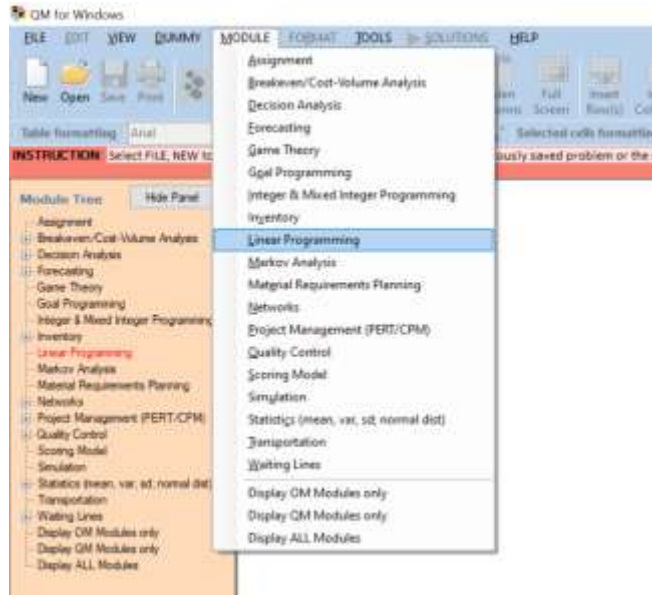 QM for Windows
FILE EDIT VIEW DUMMY MODULE FORMAT TOOLS SOLUTIONS HELP
New Open Save Print Full Screen Insert Row(s)
Table formatting Arial Selected cells formatting
INSTRUCTION: Select FILE, NEW to
ously saved problem or the
Module Tree Hide Panel
Assignment
Breakeven/Cost-Volume Analysis
Decision Analysis
Forecasting
Game Theory
Goal Programming
Integer & Mixed Integer Programming
Inventory
Linear Programming
Markov Analysis
Material Requirements Planning
Networks
Project Management (PERT/CPM)
Quality Control
Scoring Model
Simulation
Statistics (mean, var, sd, normal dist)
Transportation
Waiting Lines
Display OM Modules only
Display QM Modules only
Display ALL Modules
Assignment
Breakeven/Cost-Volume Analysis
Decision Analysis
Forecasting
Game Theory
Goal Programming
Integer & Mixed Integer Programming
Inventory
Linear Programming
Markov Analysis
Material Requirements Planning
Networks
Project Management (PERT/CPM)
Quality Control
Scoring Model
Simulation
Statistics (mean, var, sd, normal dist)
Transportation
Waiting Lines
Display OM Modules only
Display QM Modules only
Display ALL Modules